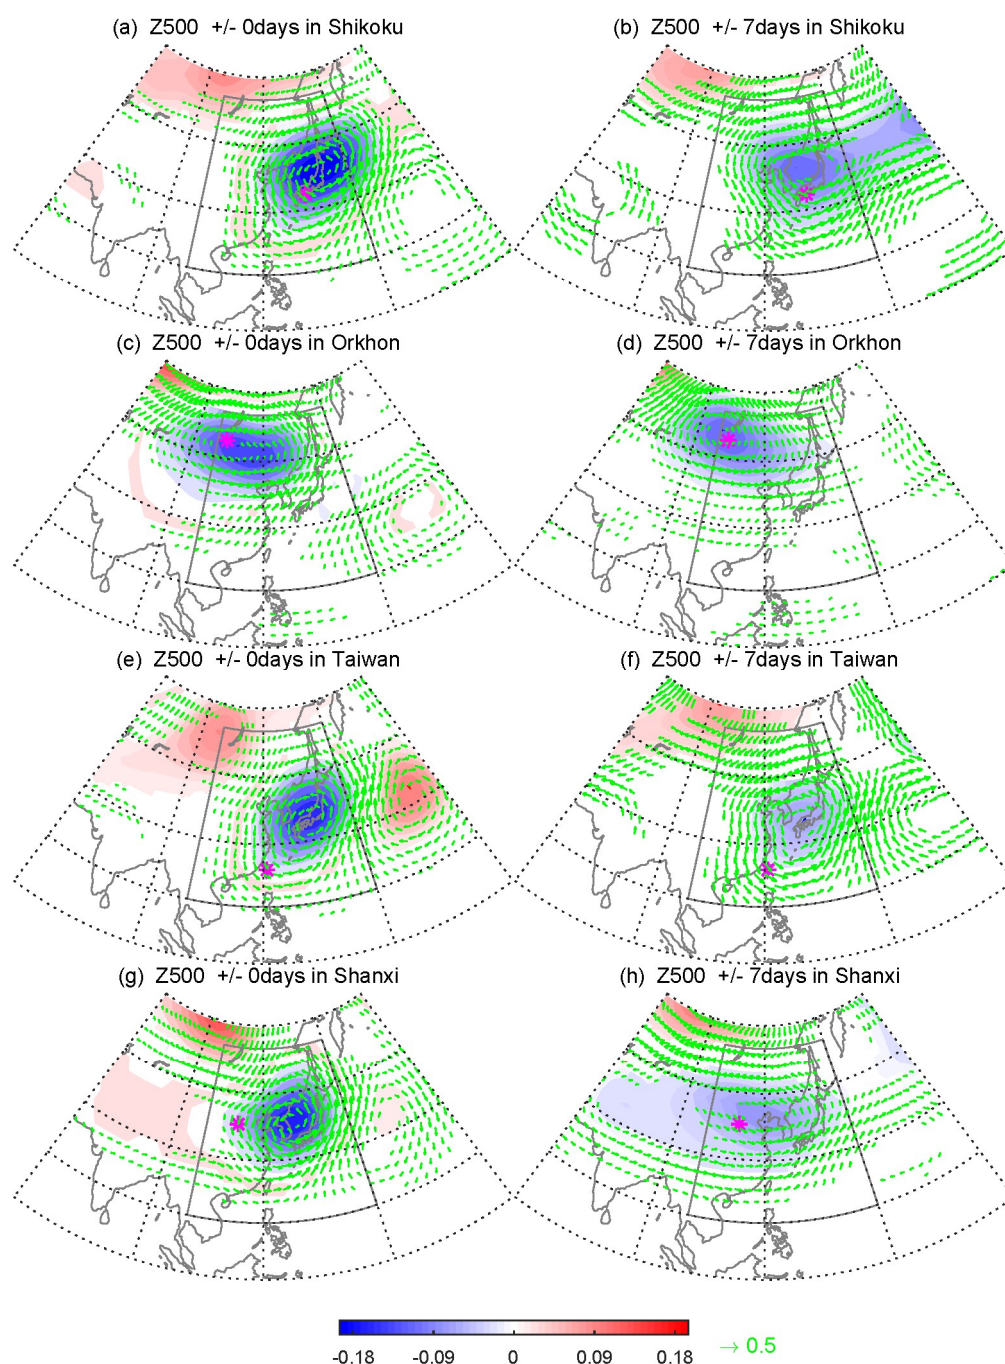 (a) Z500 +/- 0days in Shikoku
(b) Z500 +/- 7days in Shikoku
(c) Z500 +/- 0days in Orkhon
(d) Z500 +/- 7days in Orkhon
(e) Z500 +/- 0days in Taiwan
(f) Z500 +/- 7days in Taiwan
(g) Z500 +/- 0days in Shanxi
(h) Z500 +/- 7days in Shanxi
-0.18 -0.09 0 0.09 0.18 → 0.5